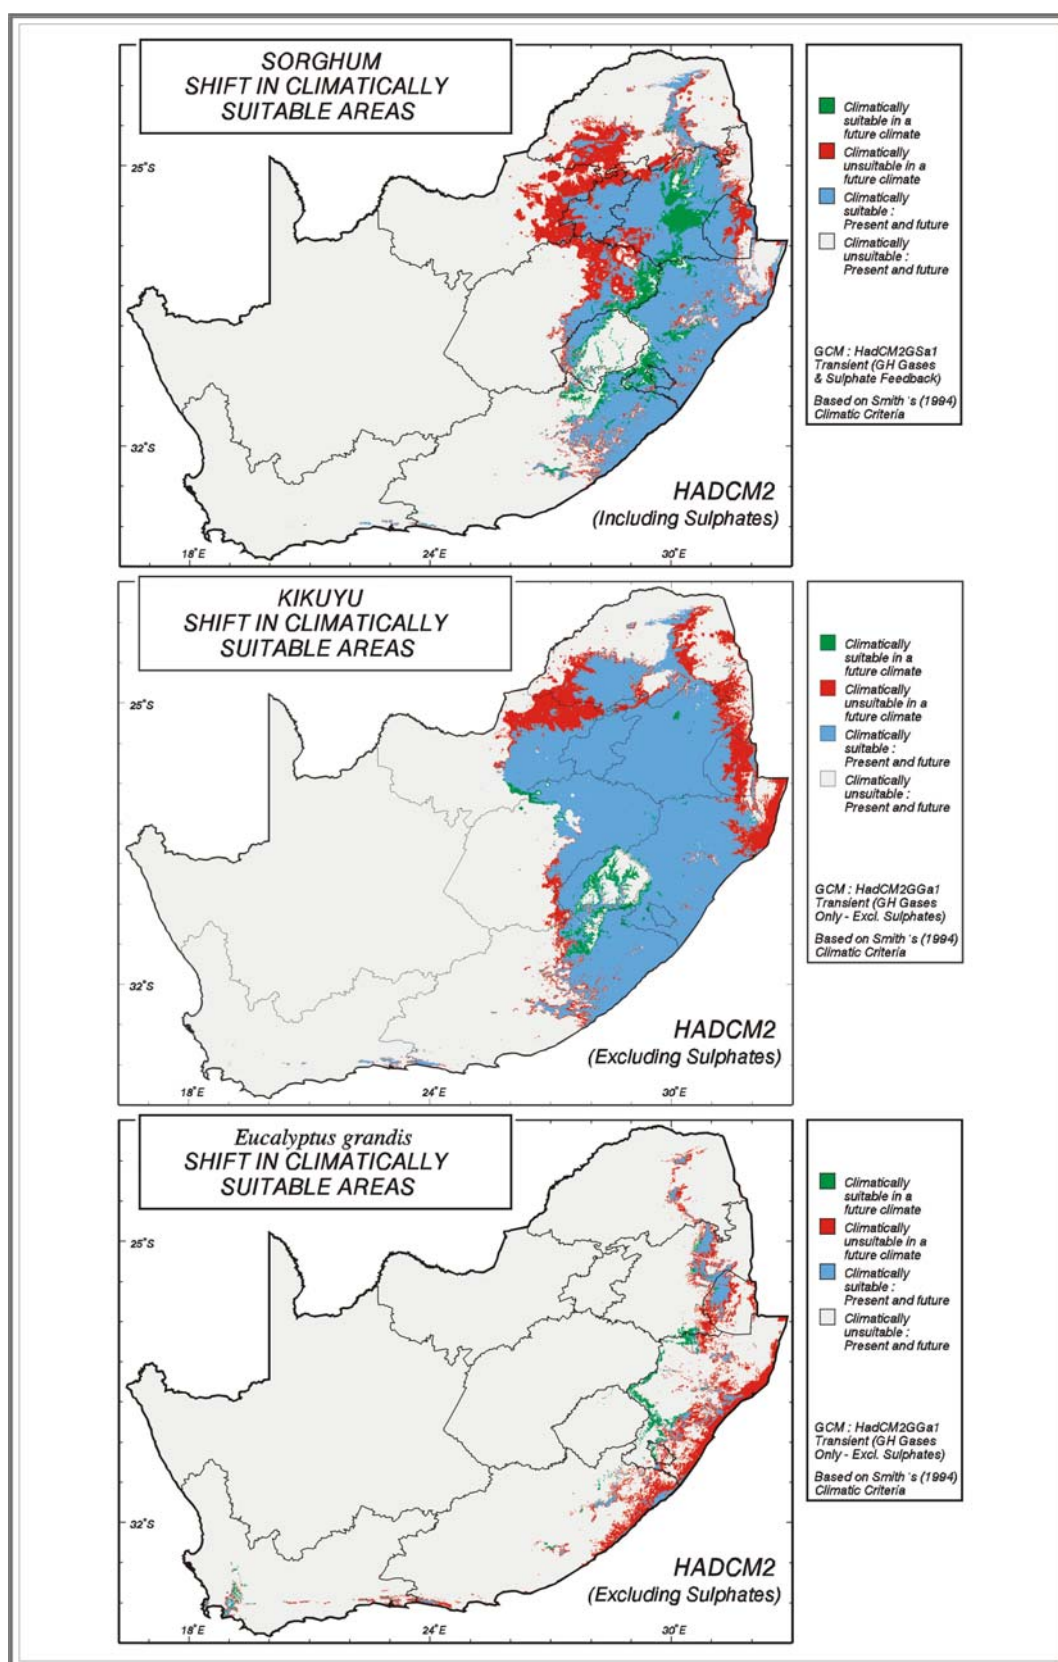 SORGHUM
SHIFT IN CLIMATICALLY
SUITABLE AREAS
25°S
32°S
18°E
24°E
30°E
HADCM2
(Including Sulphates)
Climatically
suitable in a
future climate
Climatically
unsuitable in a
future climate
Climatically
suitable :
Present and future
Climatically
unsuitable :
Present and future
GCM : HadCM2GSa1
Transient (GH Gases
& Sulphate Feedback)
Based on Smith's (1994)
Climatic Criteria
KIKUYU
SHIFT IN CLIMATICALLY
SUITABLE AREAS
25°S
32°S
18°E
24°E
30°E
HADCM2
(Excluding Sulphates)
Climatically
suitable in a
future climate
Climatically
unsuitable in a
future climate
Climatically
suitable :
Present and future
Climatically
unsuitable :
Present and future
GCM : HadCM2GGa1
Transient (GH Gases
Only - Excl. Sulphates)
Based on Smith's (1994)
Climatic Criteria
Eucalyptus grandis
SHIFT IN CLIMATICALLY
SUITABLE AREAS
25°S
32°S
18°E
24°E
30°E
HADCM2
(Excluding Sulphates)
Climatically
suitable in a
future climate
Climatically
unsuitable in a
future climate
Climatically
suitable :
Present and future
Climatically
unsuitable :
Present and future
GCM : HadCM2GGa1
Transient (GH Gases
Only - Excl. Sulphates)
Based on Smith's (1994)
Climatic Criteria